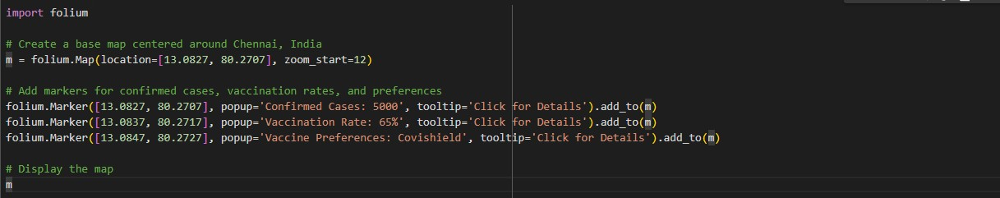 import folium
# Create a base map centered around Chennai, India
m = folium.Map(location=[13.0827, 80.2707], zoom_start=12)
# Add markers for confirmed cases, vaccination rates, and preferences
folium.Marker([13.0827, 80.2707], popup='Confirmed Cases: 5000', tooltip='Click for Details').add_to(m)
folium.Marker([13.0837, 80.2717], popup='Vaccination Rate: 65%', tooltip='Click for Details').add_to(m)
folium.Marker([13.0847, 80.2727], popup='Vaccine Preferences: Covishield', tooltip='Click for Details').add_to(m)
# Display the map
m